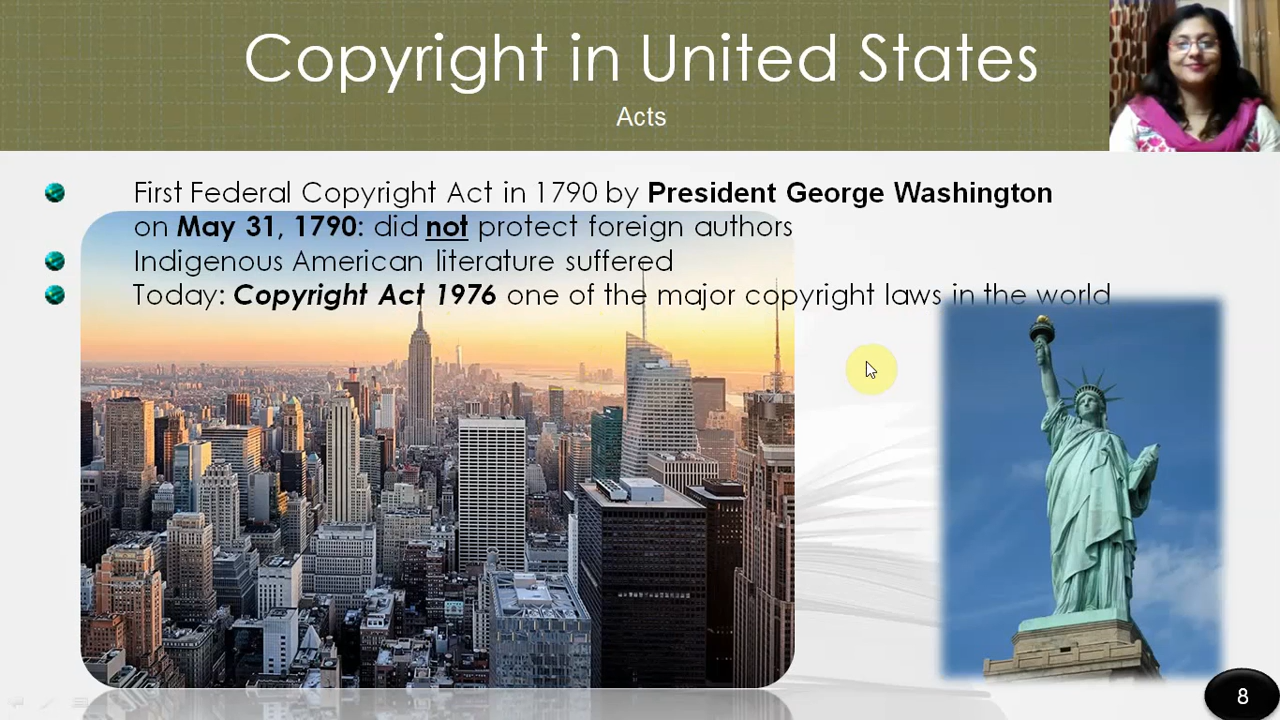 Copyright in United States
Acts
First Federal Copyright Act in 1790 by President George Washington
on May 31, 1790: did not protect foreign authors
Indigenous American literature suffered
Today: Copyright Act 1976 one of the major copyright laws in the world
8